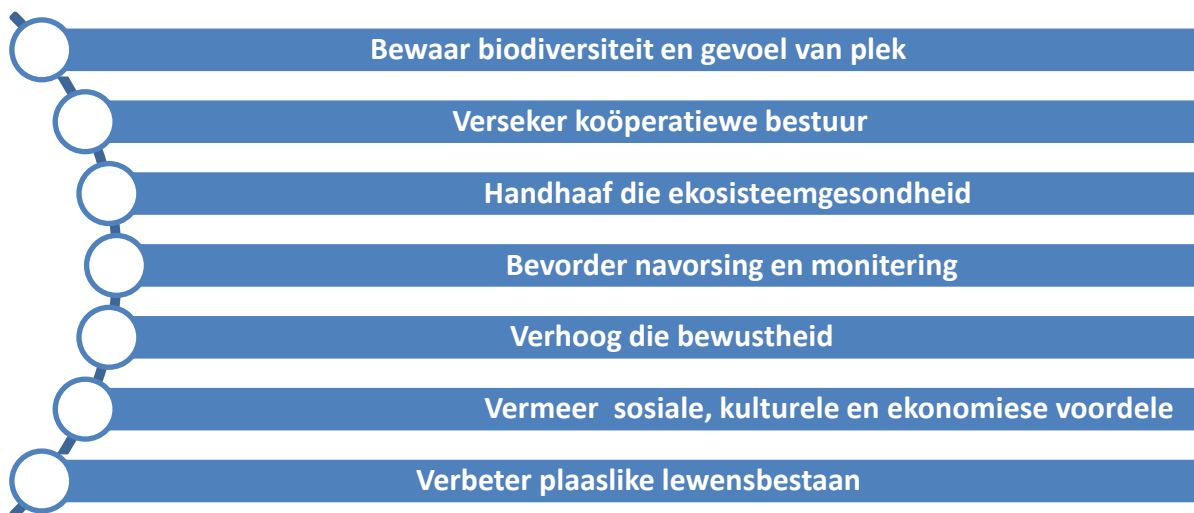 Bewaar biodiversiteit en gevoel van plek
Verseker koöperatiewe bestuur
Handhaaf die ekosisteemgesondheid
Bevorder navorsing en monitering
Verhoog die bewustheid
Vermeer  sosiale, kulturele en ekonomiese voordele
Verbeter plaaslike lewensbestaan